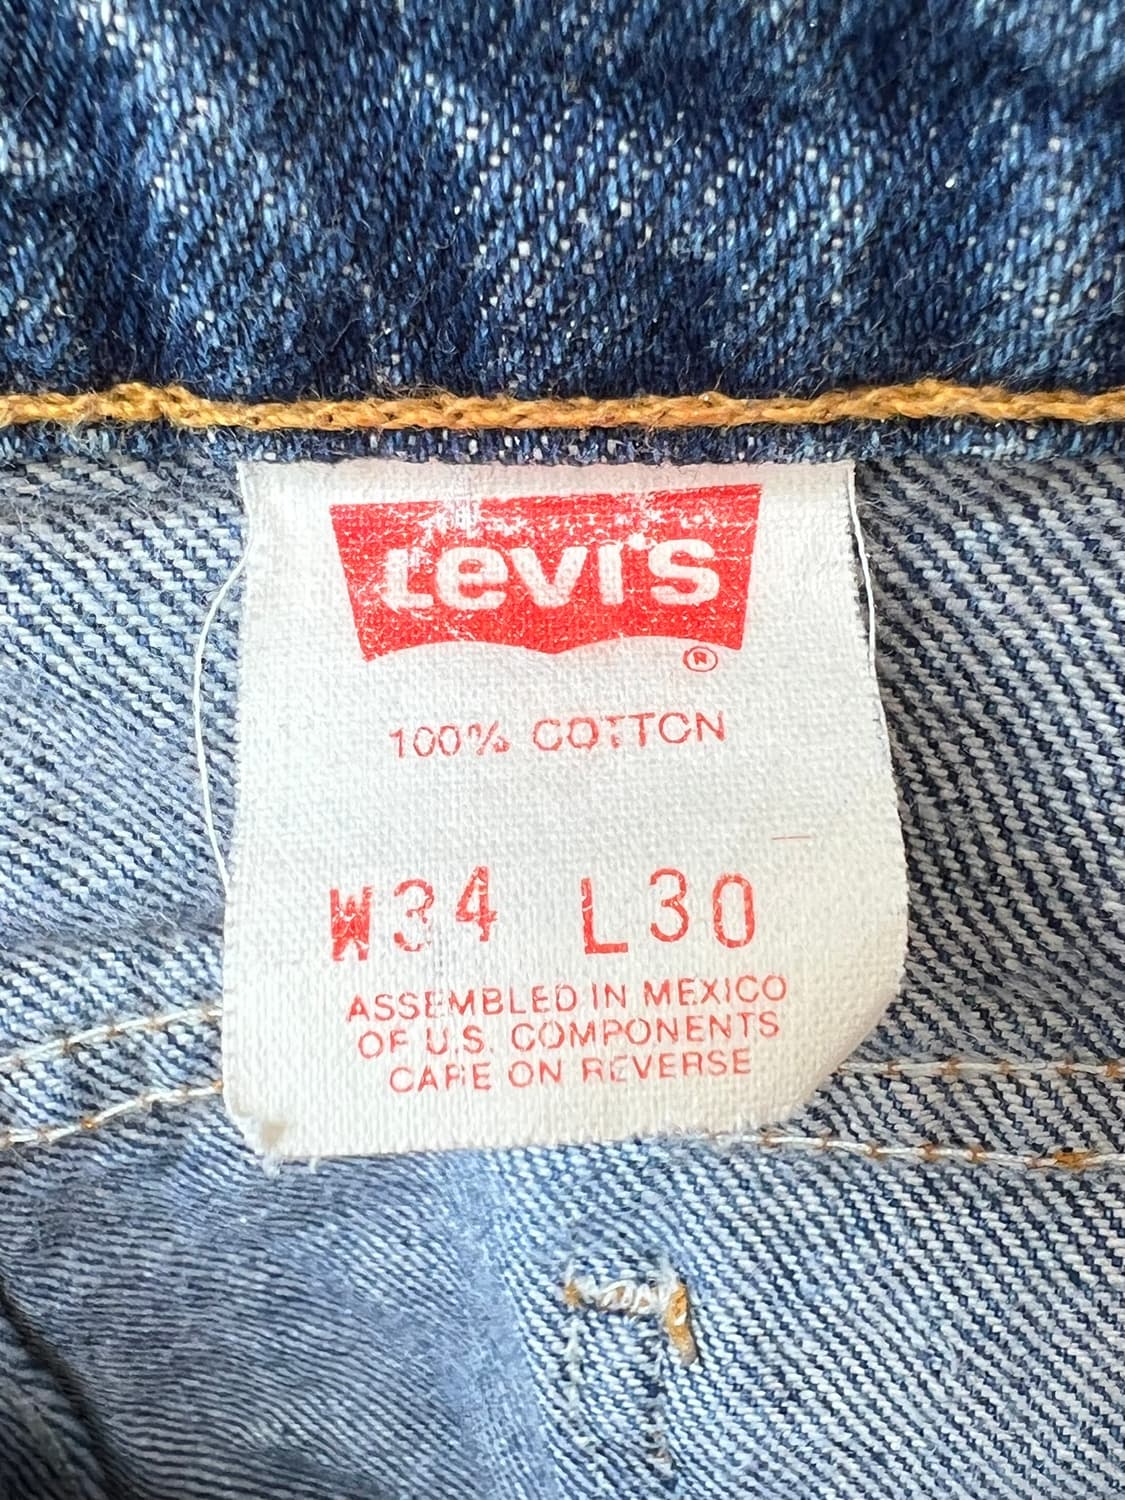 Levi's
®
100% COTTON
W34 L30
ASSEMBLED IN MEXICO
OF U.S. COMPONENTS
CARE ON REVERSE